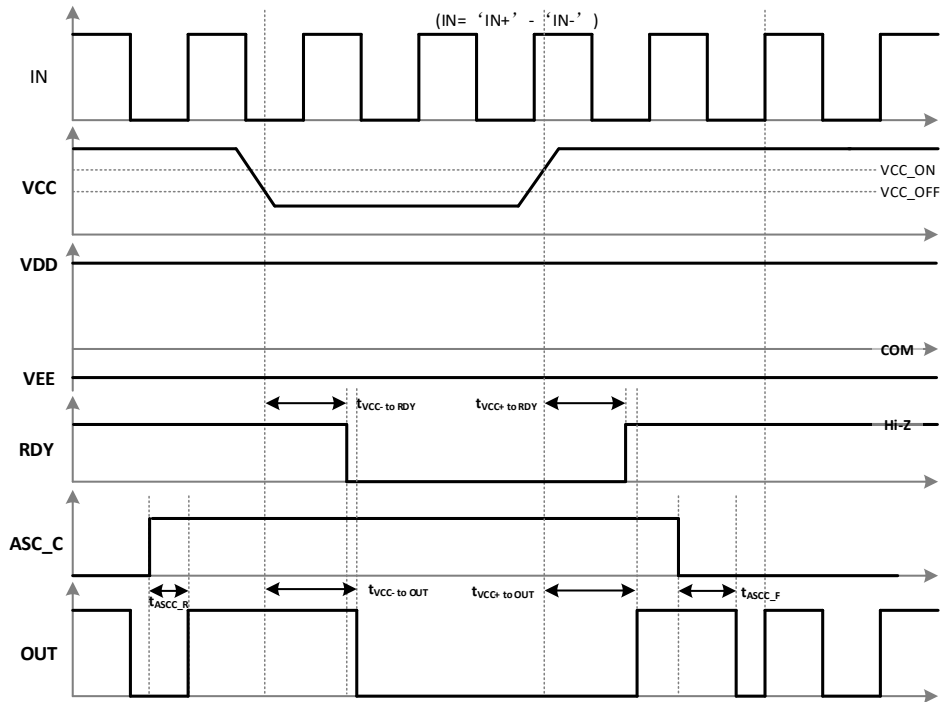 (IN= ‘IN+’ - ‘IN-’ )
IN
VCC
VCC_ON
VCC_OFF
VDD
COM
VEE
tVCC- to RDY
tVCC+ to RDY
Hi-Z
RDY
ASC_C
tASCC_R
tVCC- to OUT
tVCC+ to OUT
tASCC_F
OUT